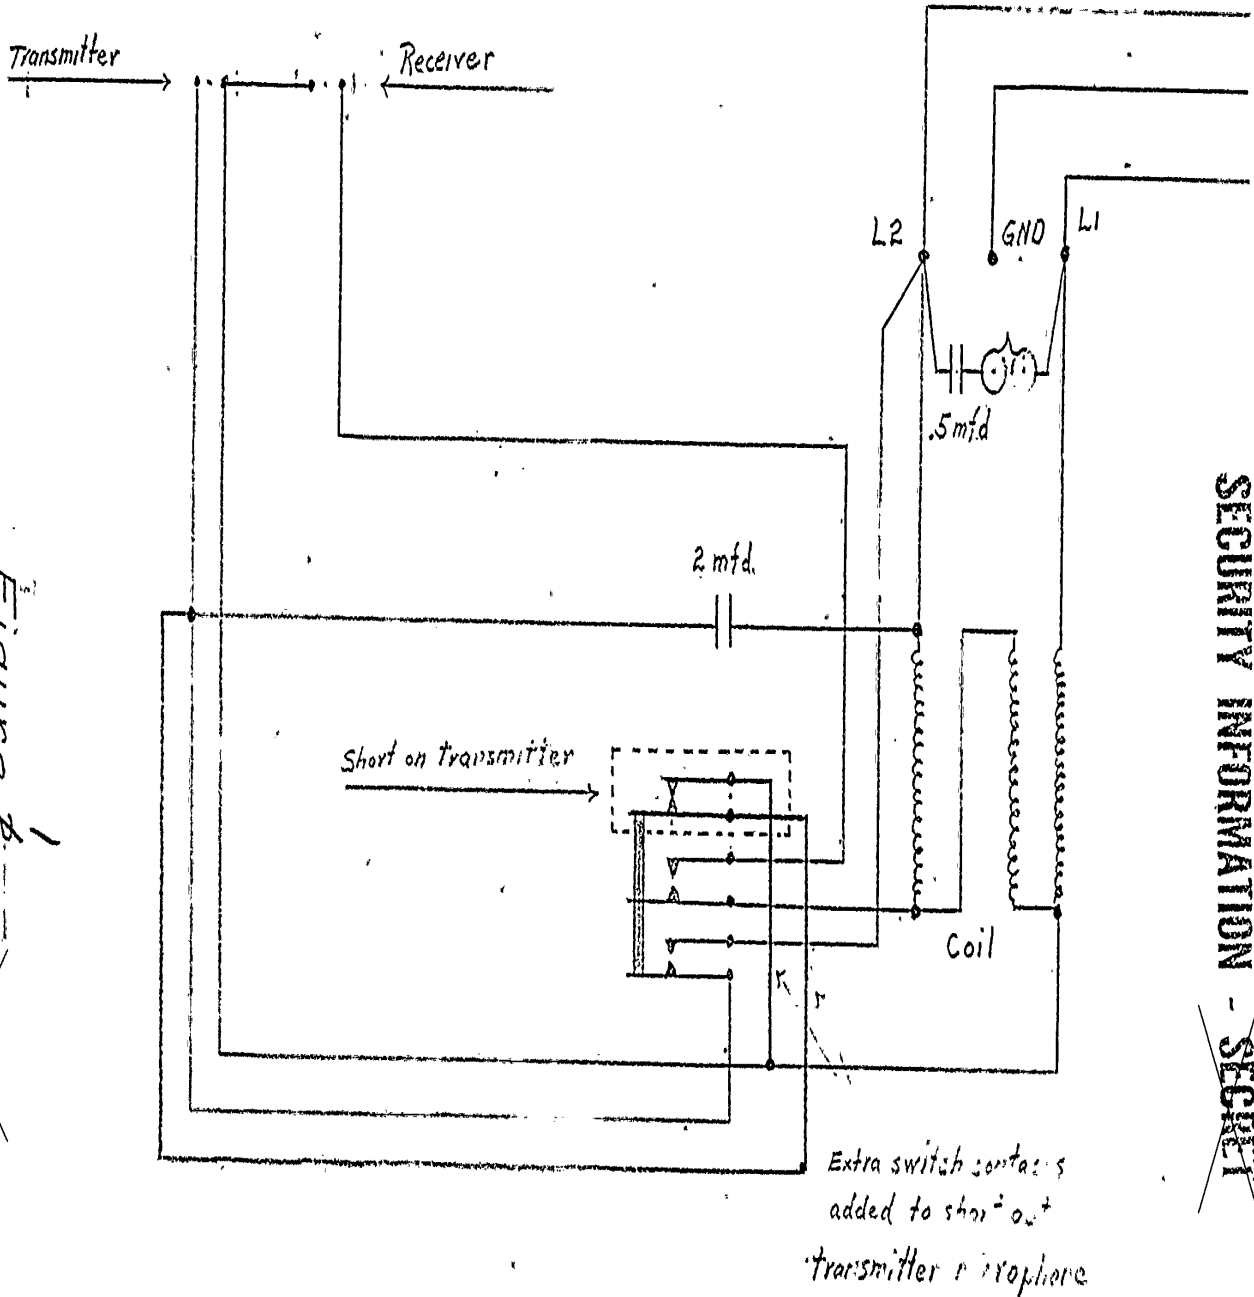 Transmitter
Receiver
L2
GND
L1
.5 mfd
2 mfd.
Short on transmitter
Coil
Extra switch contacts
added to short out
transmitter
SECURITY INFORMATION - SECRET